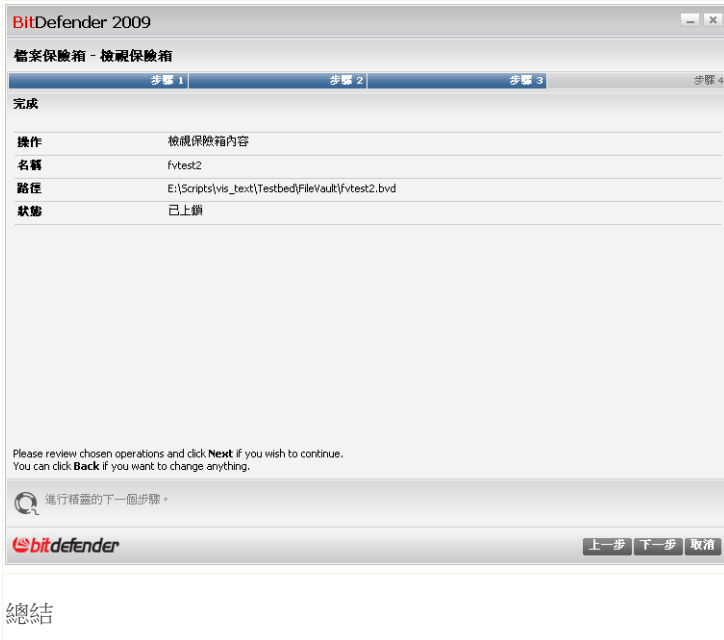 BitDefender 2009
檔案保險箱 - 檢視保險箱
步驟 1 步驟 2 步驟 3 步驟 4
完成
操作 檢視保險箱內容
名稱 fvtest2
路徑 E:\Scripts\vis_text\Testbed\FileVault\fvtest2.bvd
狀態 已上鎖
Please review chosen operations and click Next if you wish to continue.
You can click Back if you want to change anything.
進行精靈的下一個步驟。
bitdefender
上一步 下一步 取消
總結